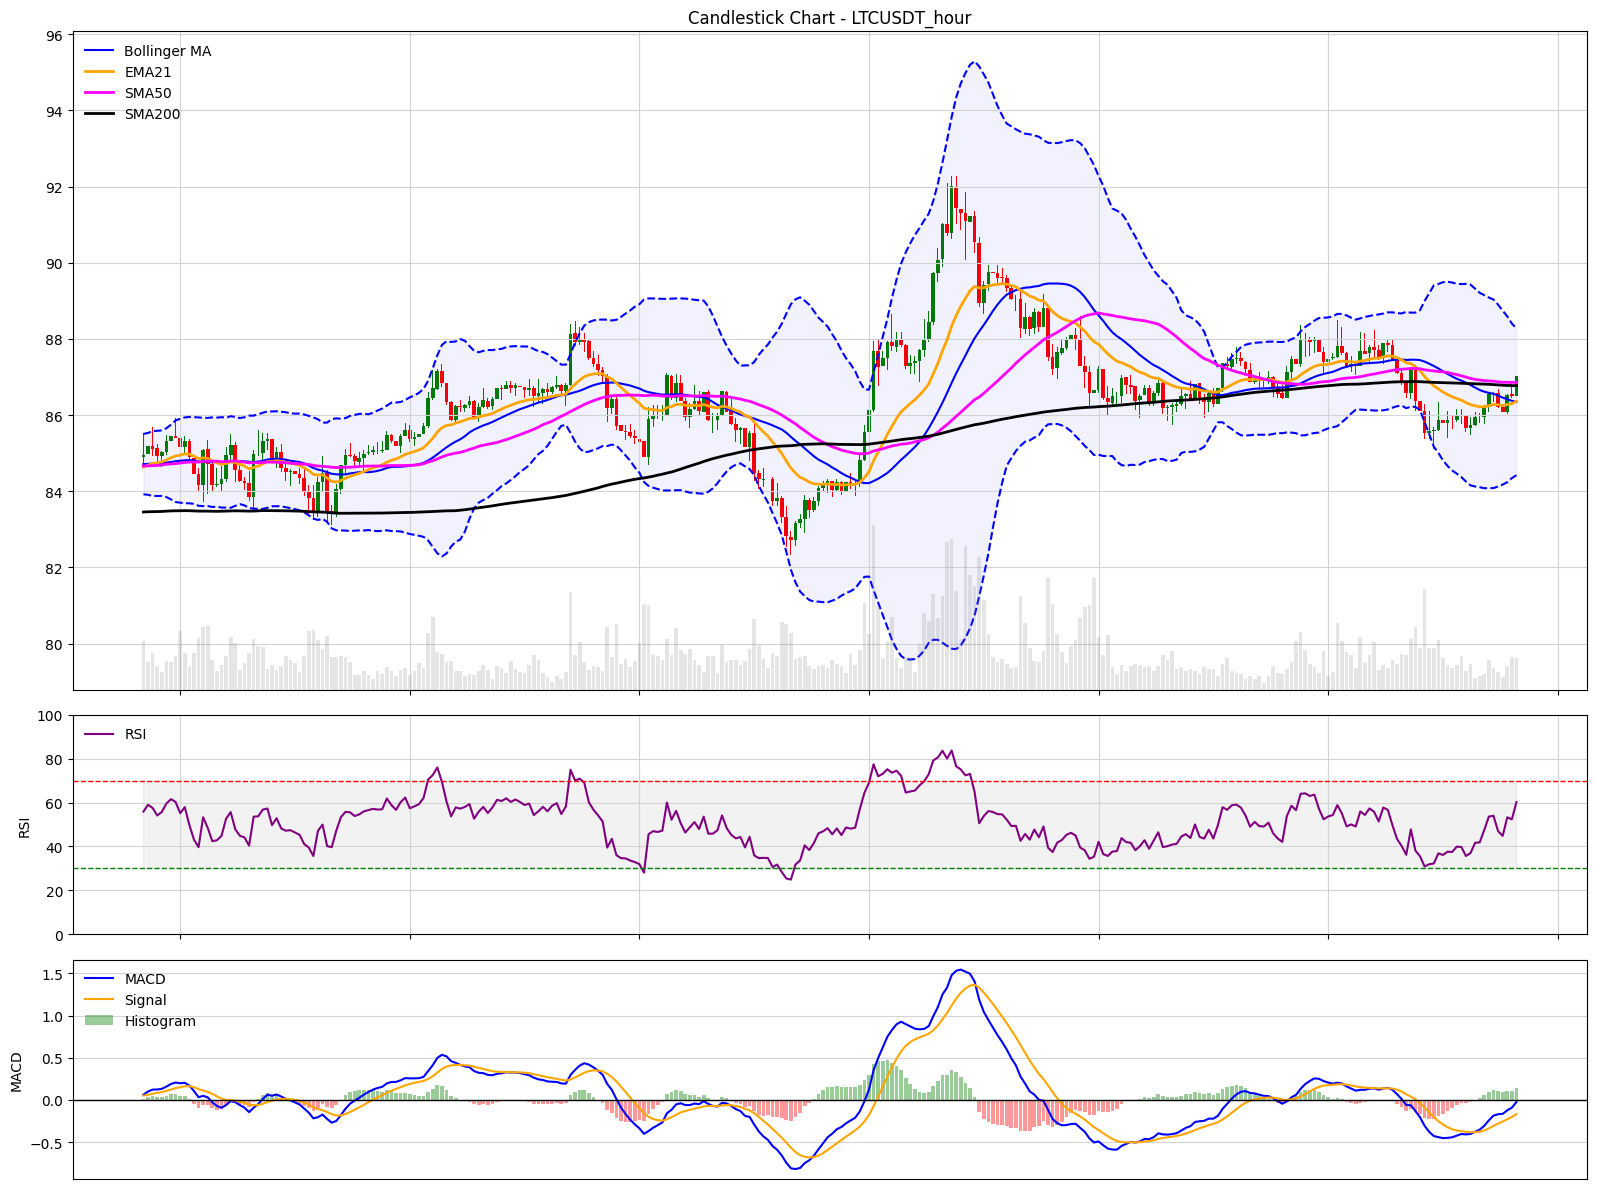 Candlestick Chart - LTCUSDT_hour
96
94
92
90
88
86
84
82
80
Bollinger MA
EMA21
SMA50
SMA200
100
80
60
40
20
0
RSI
RSI
1.5
1.0
0.5
0.0
−0.5
MACD
MACD
Signal
Histogram